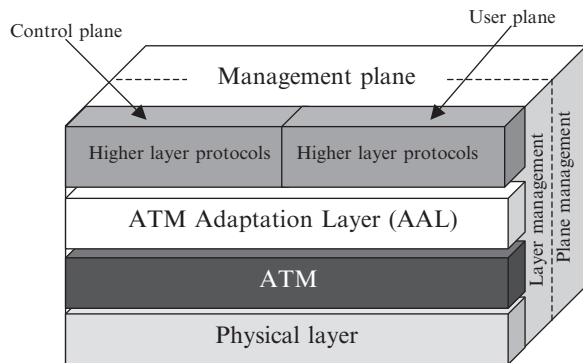 Control plane
User plane
Management plane
Higher layer protocols
Higher layer protocols
ATM Adaptation Layer (AAL)
ATM
Physical layer
Layer management
Plane management